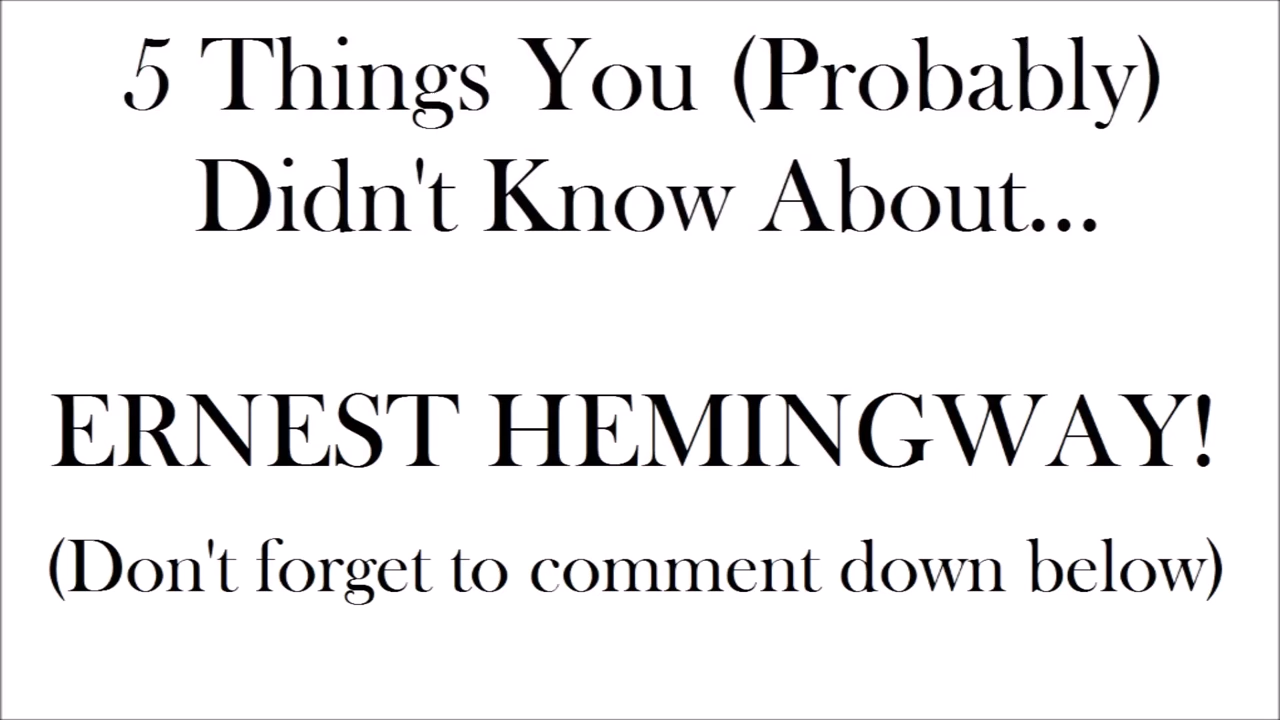 5 Things You (Probably)
Didn't Know About...
ERNEST HEMINGWAY!
(Don't forget to comment down below)